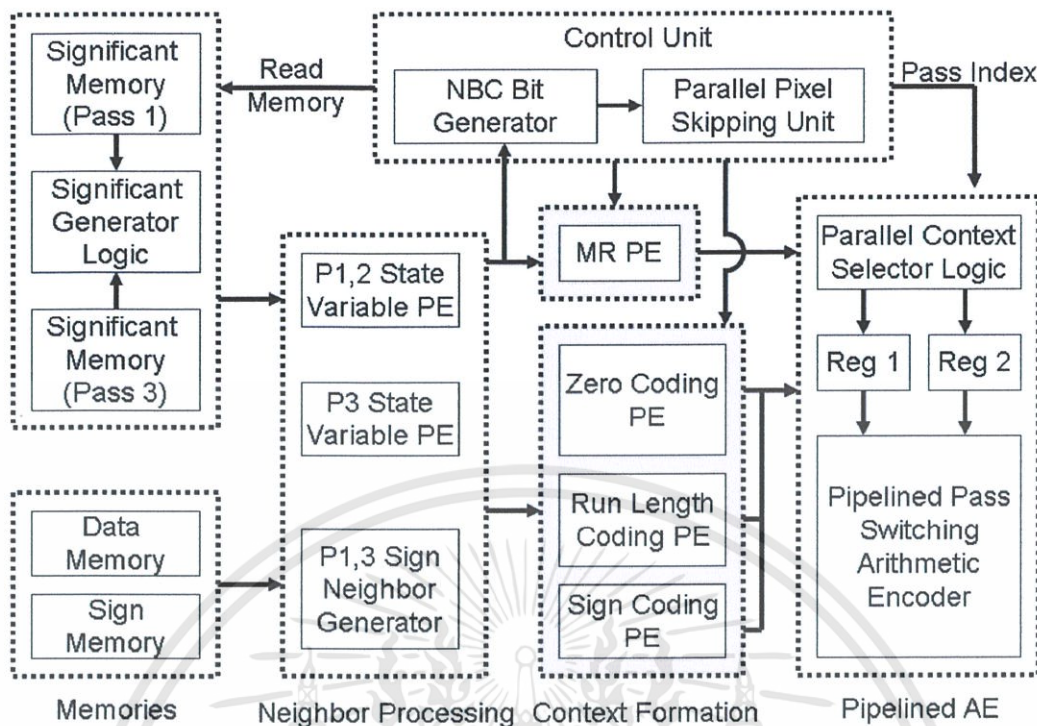 Significant
Memory
(Pass 1)
Significant
Generator
Logic
Significant
Memory
(Pass 3)
Data
Memory
Sign
Memory
Memories
Read
Memory
Control Unit
NBC Bit
Generator
Parallel Pixel
Skipping Unit
Pass Index
P1,2 State
Variable PE
P3 State
Variable PE
P1,3 Sign
Neighbor
Generator
Neighbor Processing
MR PE
Zero Coding
PE
Run Length
Coding PE
Sign Coding
PE
Context Formation
Parallel Context
Selector Logic
Reg 1
Reg 2
Pipelined Pass
Switching
Arithmetic
Encoder
Pipelined AE